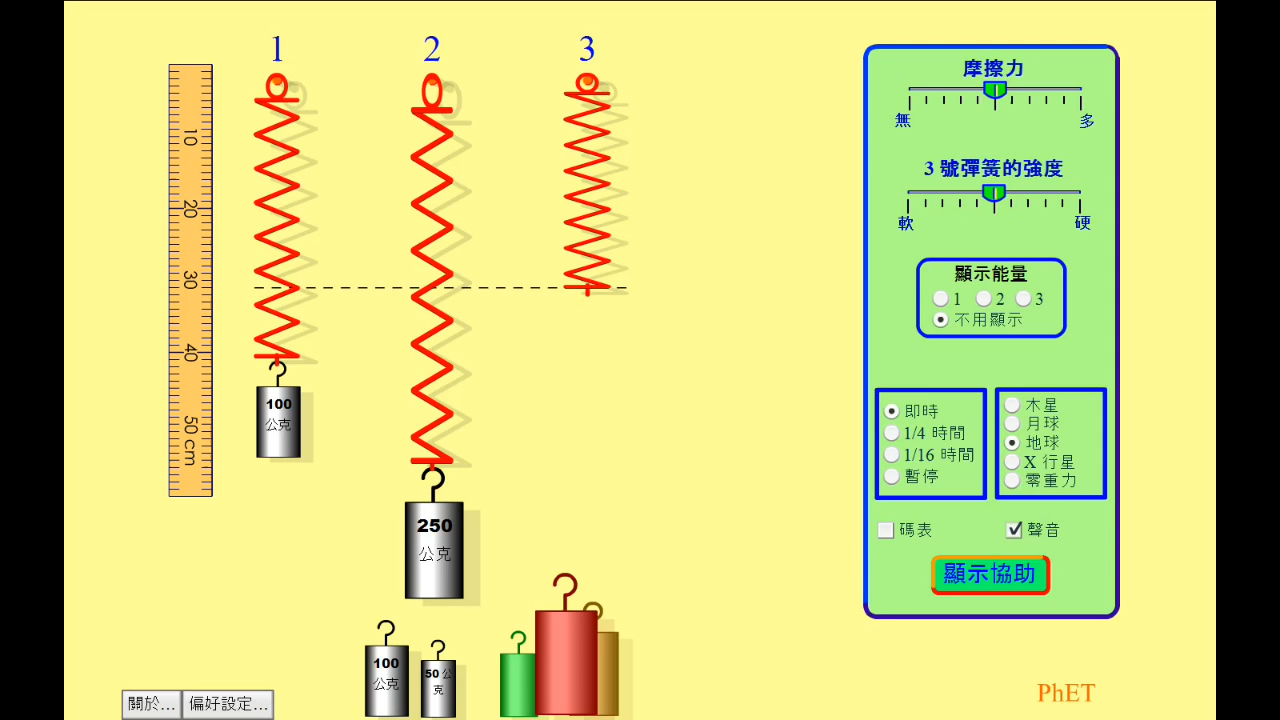 1
2
3
10
20
30
40
50 cm
100
公克
250
公克
100
公克
50 公
克
關於...
偏好設定...
摩擦力
無
多
3 號彈簧的強度
軟
硬
顯示能量
1
2
3
不用顯示
即時
1/4 時間
1/16 時間
暫停
木星
月球
地球
X 行星
零重力
碼表
聲音
顯示協助
PhET